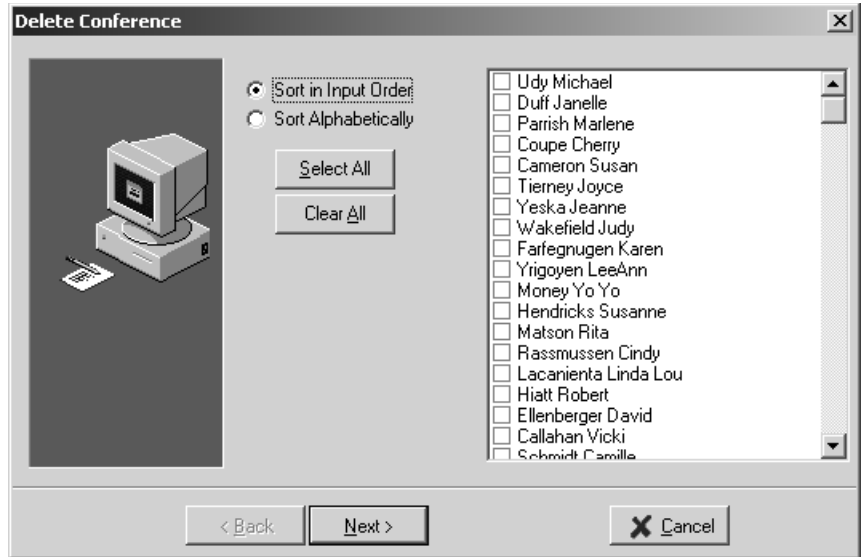 Delete Conference
Sort in Input Order
Sort Alphabetically
Select All
Clear All
Udy Michael
Duff Janelle
Parrish Marlene
Coupe Cherry
Cameron Susan
Tierney Joyce
Yeska Jeanne
Wakefield Judy
Farfegnugen Karen
Yrigoyen LeeAnn
Money Yo Yo
Hendricks Susanne
Matson Rita
Rassmussen Cindy
Lacanienta Linda Lou
Hiatt Robert
Ellenberger David
Callahan Vicki
Schmidt Camille
< Back
Next >
Cancel